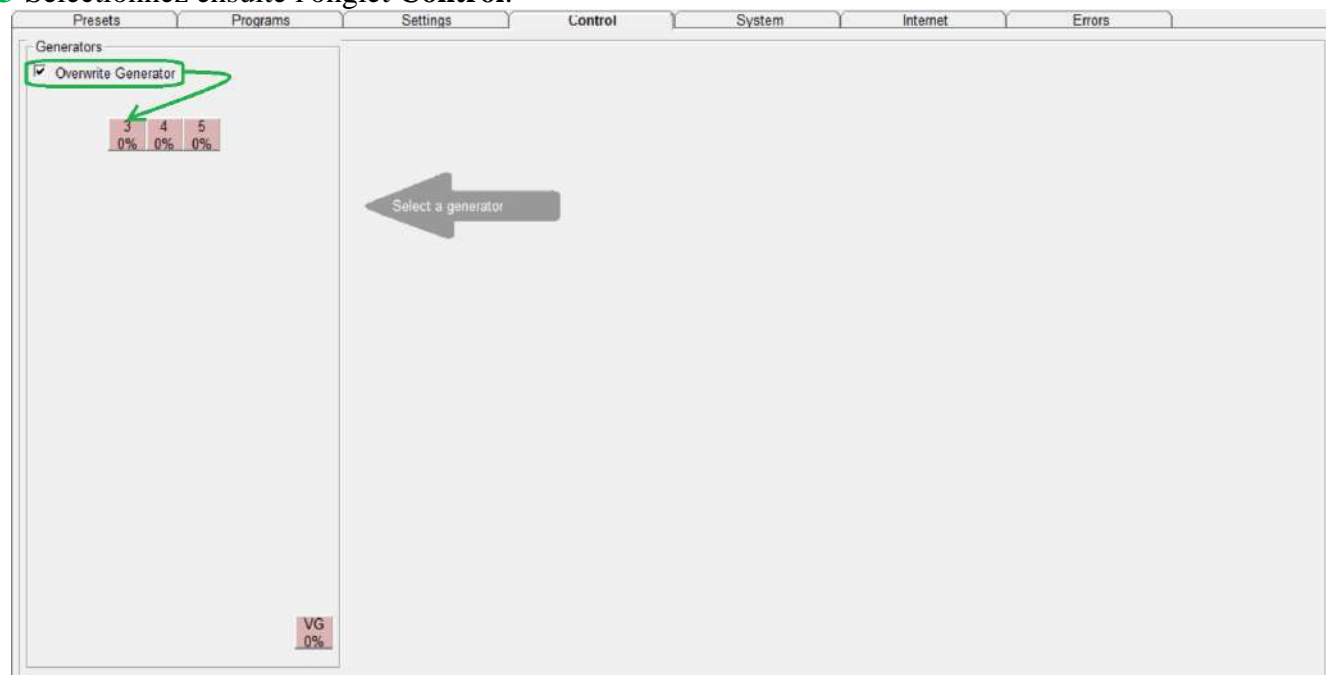 Sélectionnez ensuite l'onglet Control.
Presets Programs Settings Control System Internet Errors
Generators
Overwrite Generator
3 4 5
0% 0% 0%
Select a generator
VG
0%